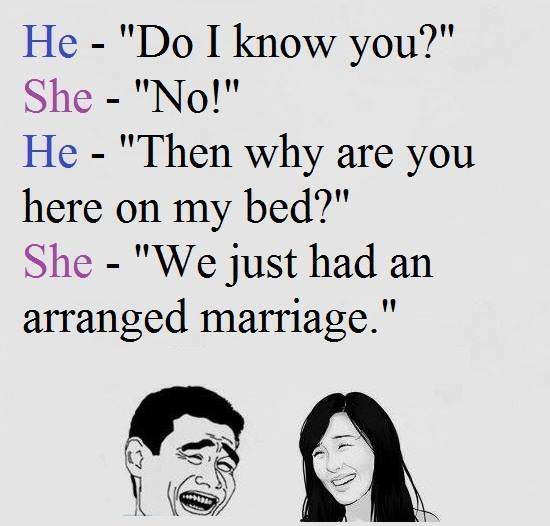 He - "Do I know you?"
She - "No!"
He - "Then why are you
here on my bed?"
She - "We just had an
arranged marriage."